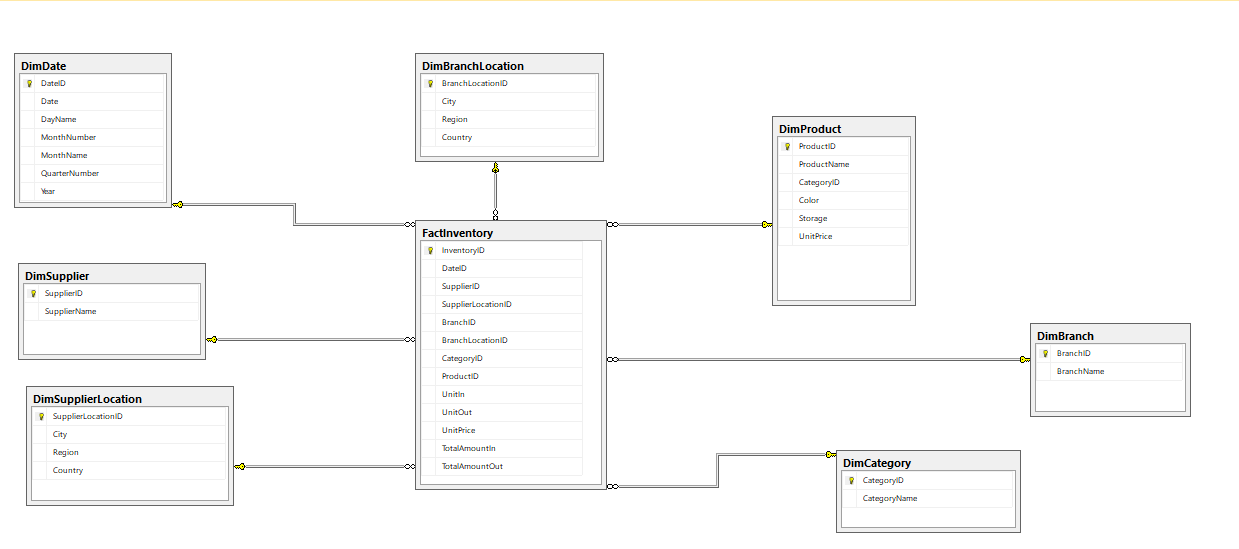 DimDate
DateID
Date
DayName
MonthNumber
MonthName
QuarterNumber
Year
DimBranchLocation
BranchLocationID
City
Region
Country
DimProduct
ProductID
ProductName
CategoryID
Color
Storage
UnitPrice
FactInventory
InventoryID
DateID
SupplierID
SupplierLocationID
BranchID
BranchLocationID
CategoryID
ProductID
UnitIn
UnitOut
UnitPrice
TotalAmountIn
TotalAmountOut
DimSupplier
SupplierID
SupplierName
DimSupplierLocation
SupplierLocationID
City
Region
Country
DimBranch
BranchID
BranchName
DimCategory
CategoryID
CategoryName